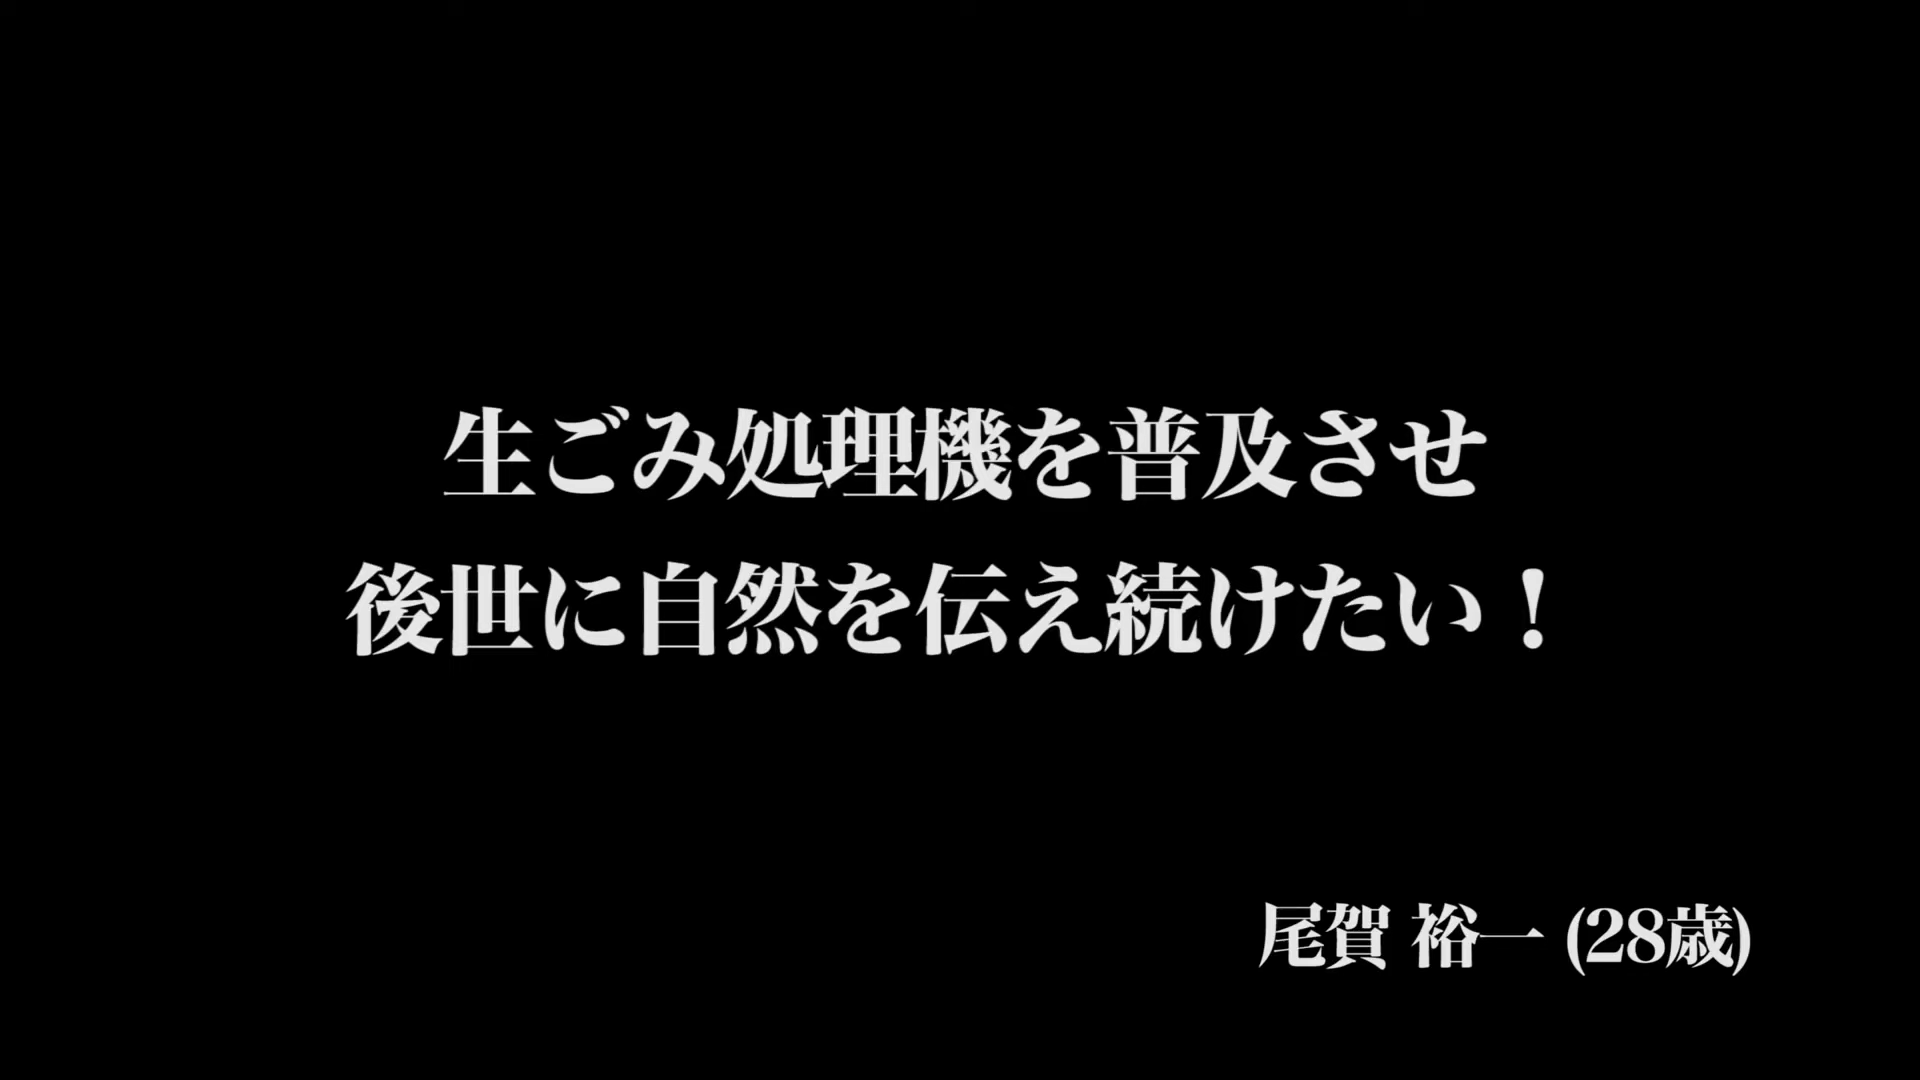 生ごみ処理機を普及させ
後世に自然を伝え続けたい！
尾賀 裕一 (28歳)